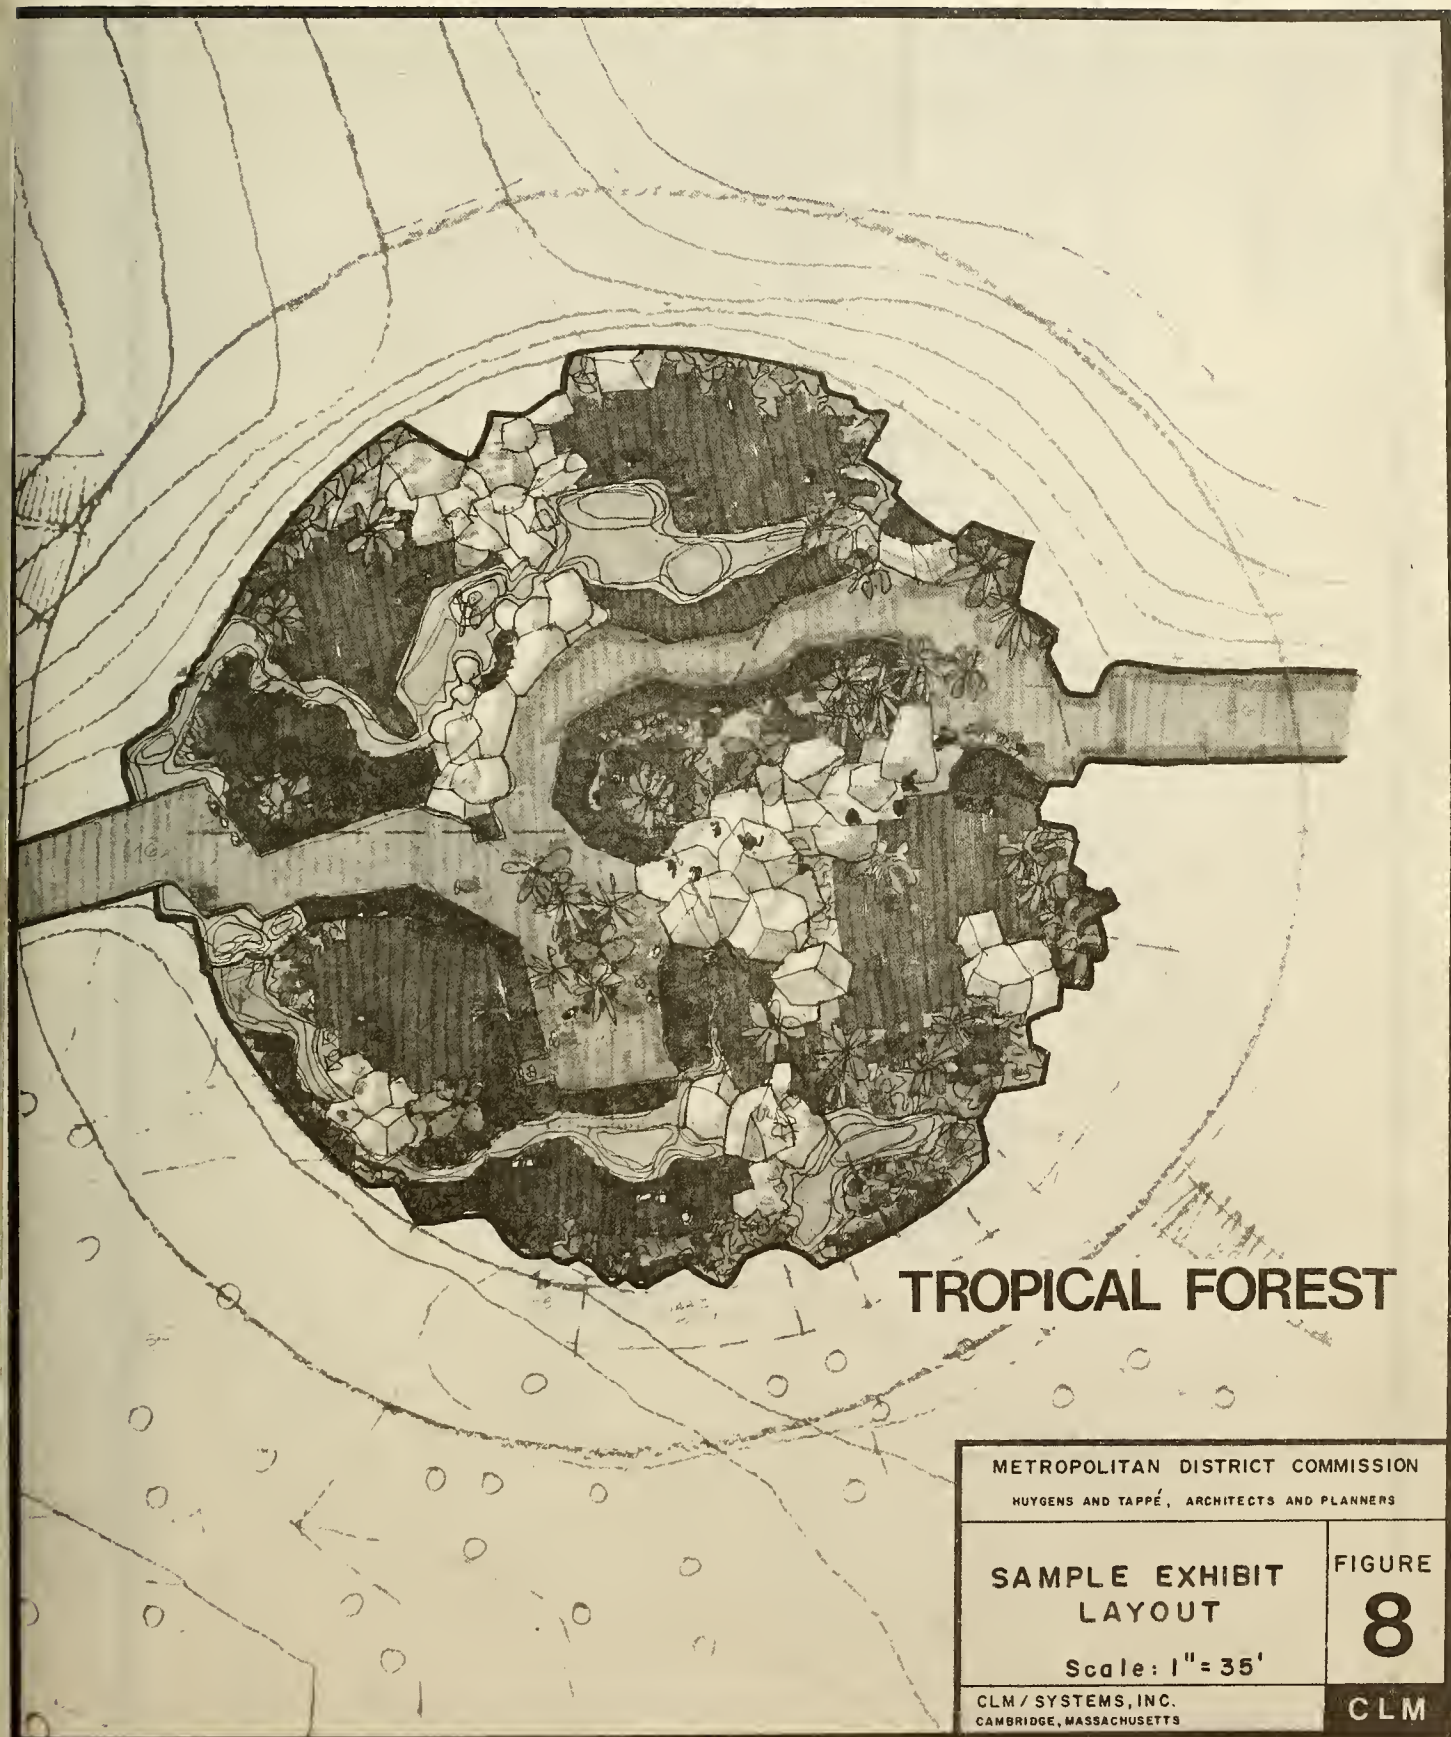 TROPICAL FOREST
METROPOLITAN DISTRICT COMMISSION
HUYGENS AND TAPPÉ, ARCHITECTS AND PLANNERS
SAMPLE EXHIBIT
LAYOUT
Scale: 1"=35'
FIGURE
8
CLM/SYSTEMS, INC.
CAMBRIDGE, MASSACHUSETTS
CLM